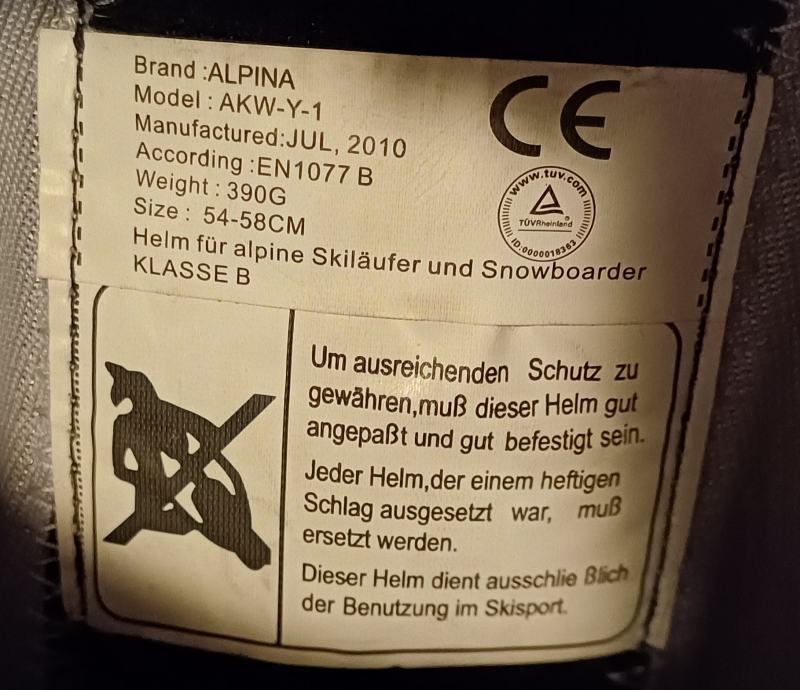 Brand :ALPINA
Model : AKW-Y-1
Manufactured:JUL, 2010
According :EN1077 B
Weight : 390G
Size : 54-58CM
Helm für alpine Skiläufer und Snowboarder
KLASSE B
CE
www.tuv.com
TÜVRheinland
ID:0000018383
Um ausreichenden Schutz zu
gewähren,muß dieser Helm gut
angepaßt und gut befestigt sein.
Jeder Helm,der einem heftigen
Schlag ausgesetzt war, muß
ersetzt werden.
Dieser Helm dient ausschlie ßlich
der Benutzung im Skisport.